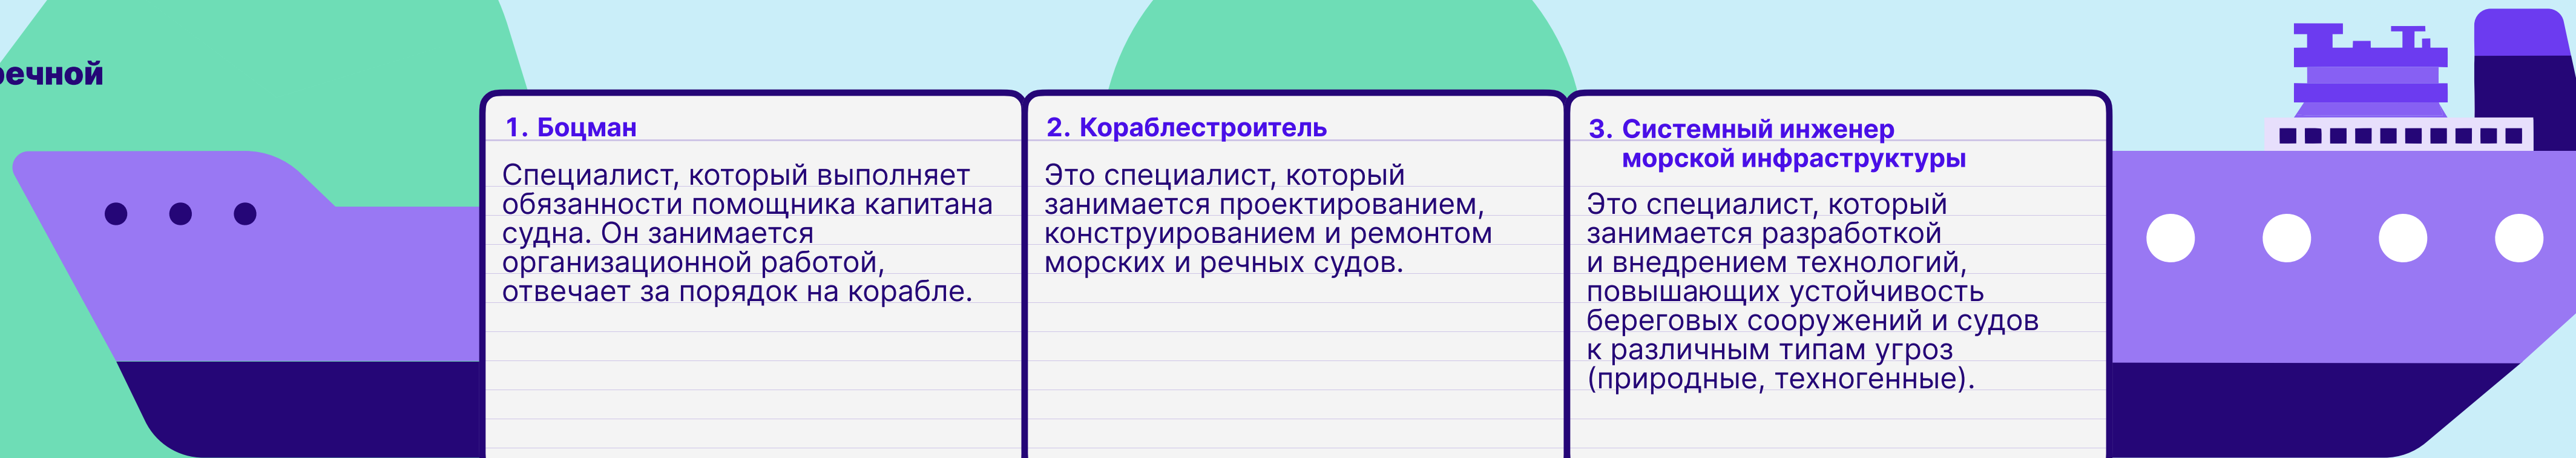 речной
1. Боцман
Специалист, который выполняет
обязанности помощника капитана
судна. Он занимается
организационной работой,
отвечает за порядок на корабле.
2. Кораблестроитель
Это специалист, который
занимается проектированием,
конструированием и ремонтом
морских и речных судов.
3. Системный инженер
морской инфраструктуры
Это специалист, который
занимается разработкой
и внедрением технологий,
повышающих устойчивость
береговых сооружений и судов
к различным типам угроз
(природные, техногенные).